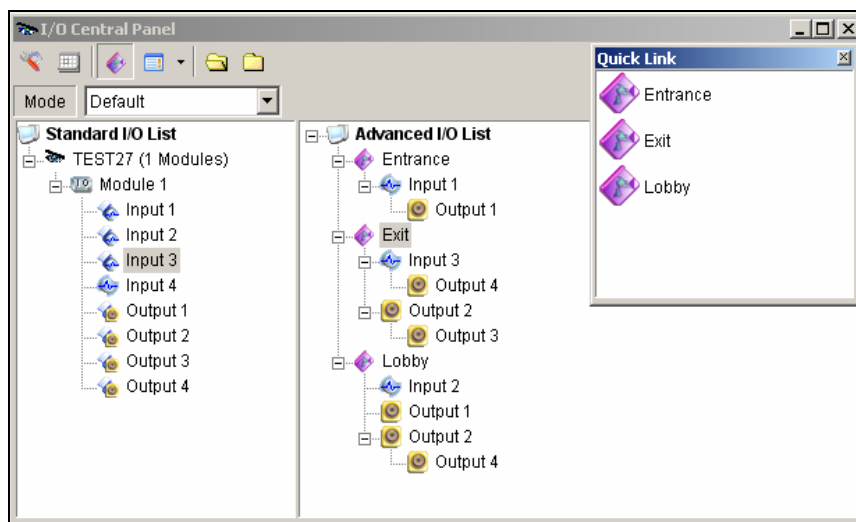 I/O Central Panel
Mode Default
Standard I/O List
TEST27 (1 Modules)
Module 1
Input 1
Input 2
Input 3
Input 4
Output 1
Output 2
Output 3
Output 4
Advanced I/O List
Entrance
Input 1
Output 1
Exit
Input 3
Output 4
Output 2
Output 3
Lobby
Input 2
Output 1
Output 2
Output 4
Quick Link
Entrance
Exit
Lobby